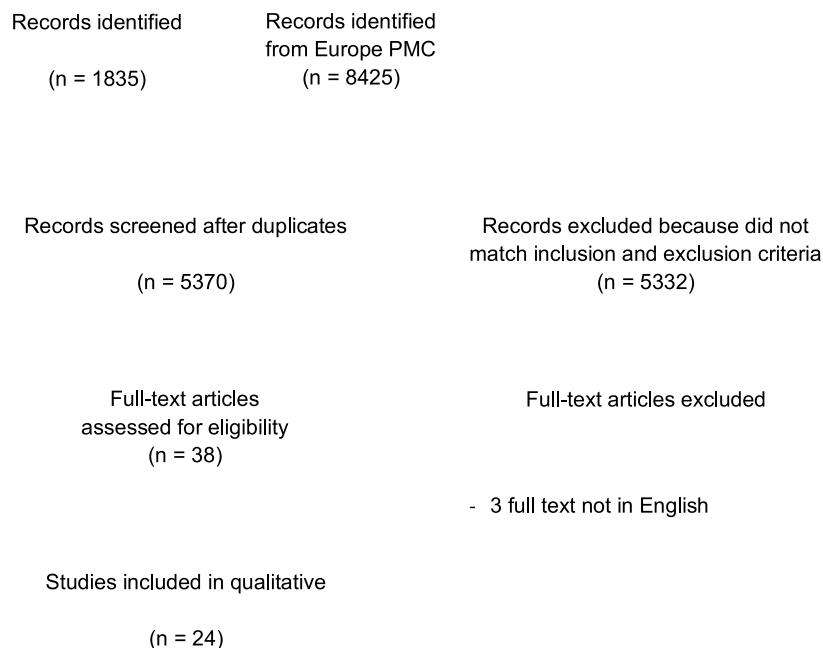 Records identified
(n = 1835)
Records identified
from Europe PMC
(n = 8425)
Records screened after duplicates
(n = 5370)
Records excluded because did not
match inclusion and exclusion criteria
(n = 5332)
Full-text articles
assessed for eligibility
(n = 38)
Full-text articles excluded
- 3 full text not in English
Studies included in qualitative
(n = 24)